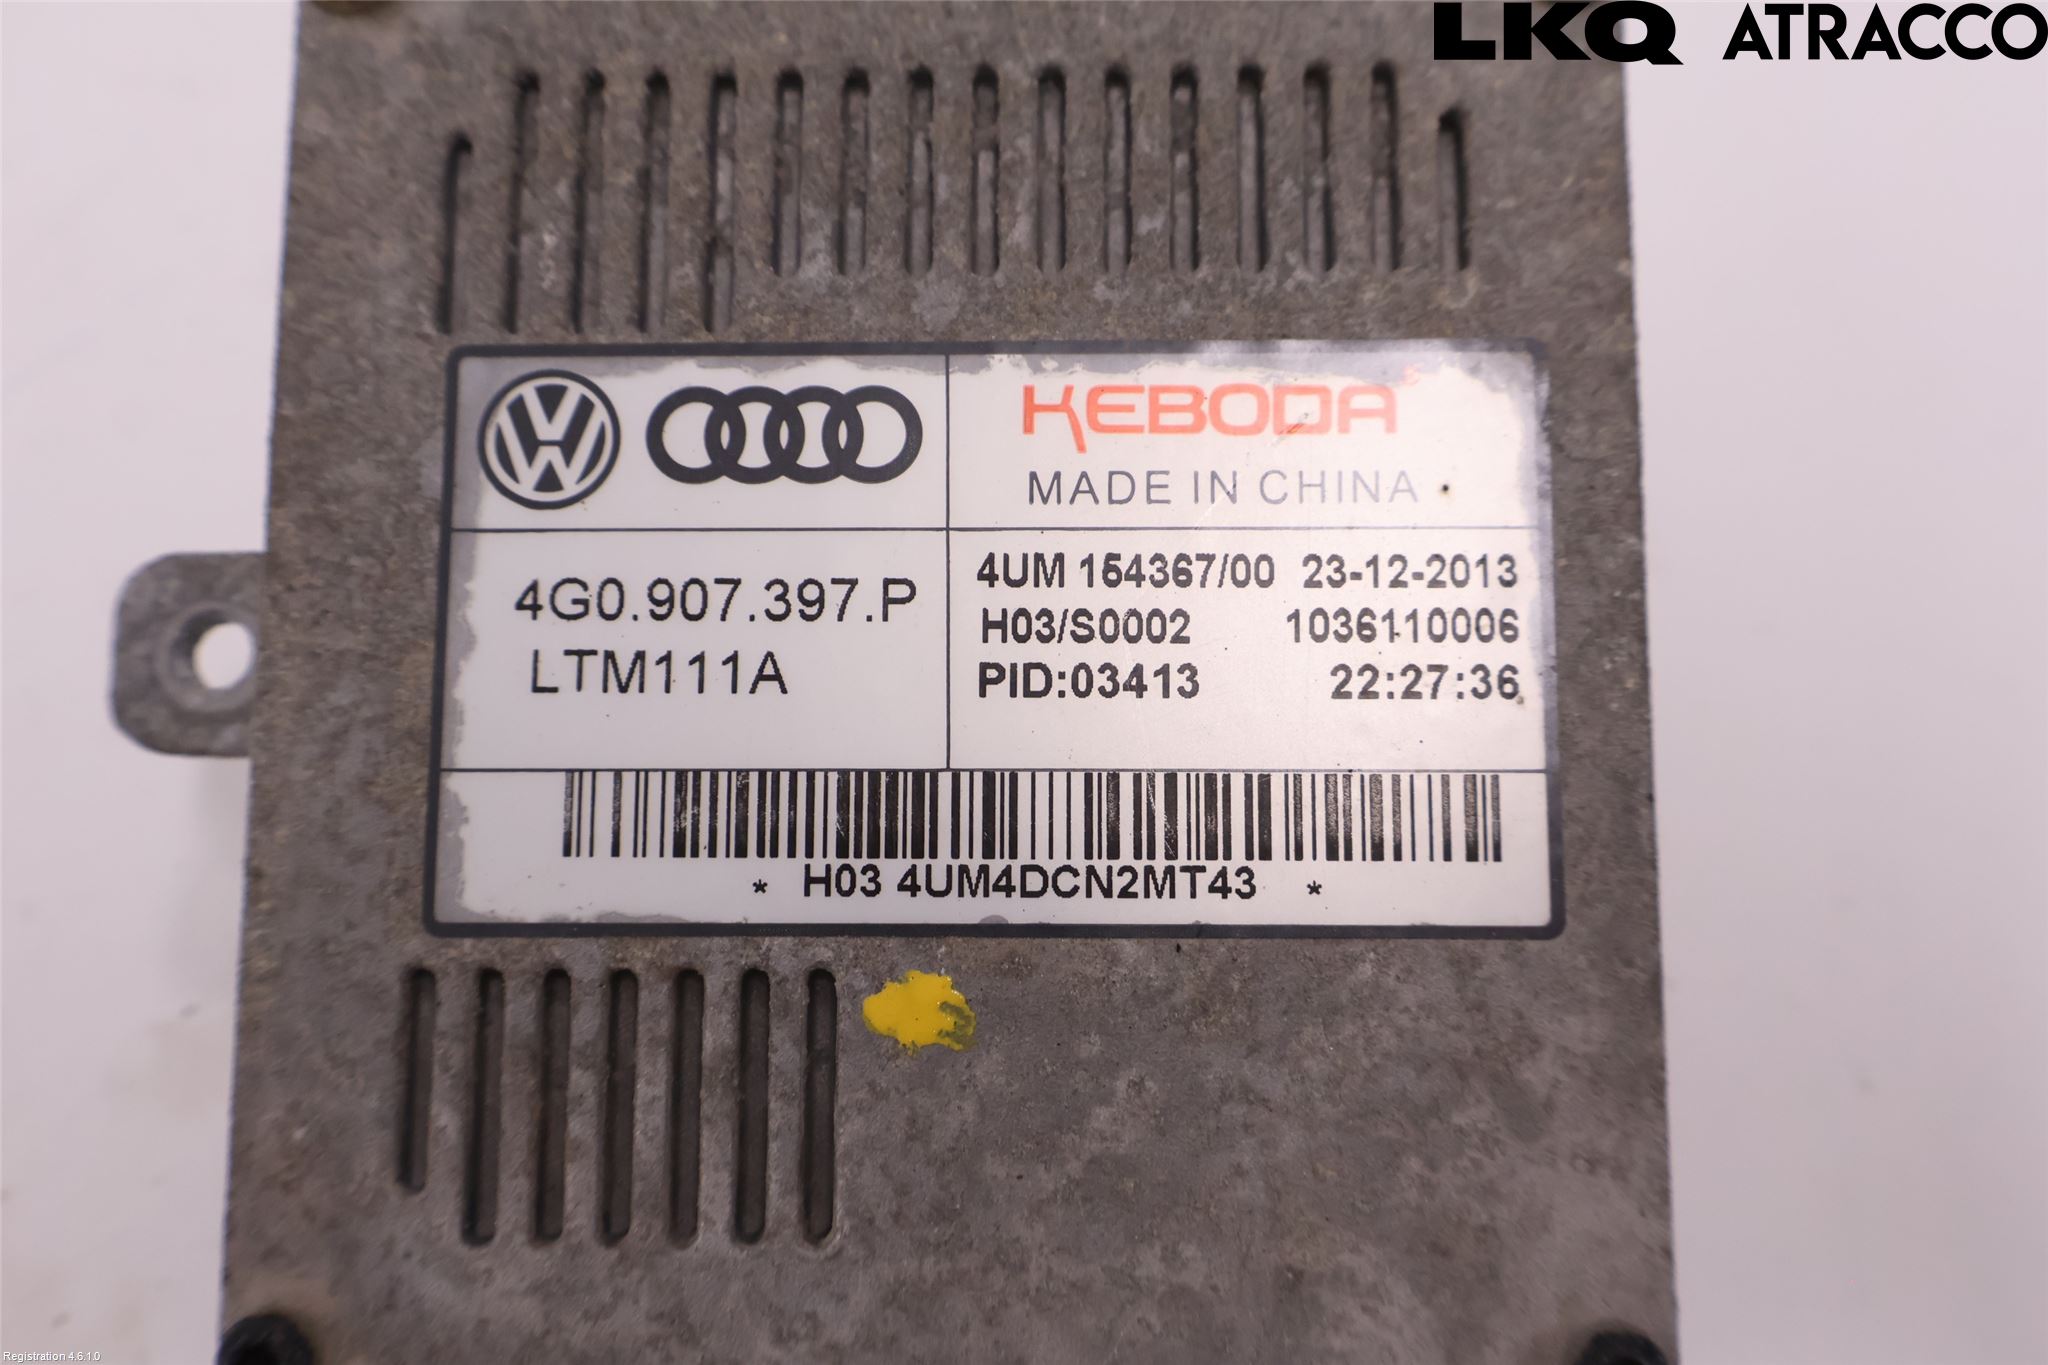 LKQ ATRACCO
KEBODA
MADE IN CHINA
4G0.907.397.P
LTM111A
4UM 154367/00 23-12-2013
H03/S0002 1036110006
PID:03413 22:27:36
* H03 4UM4DCN2MT43 *
Registration 4.6.1.0